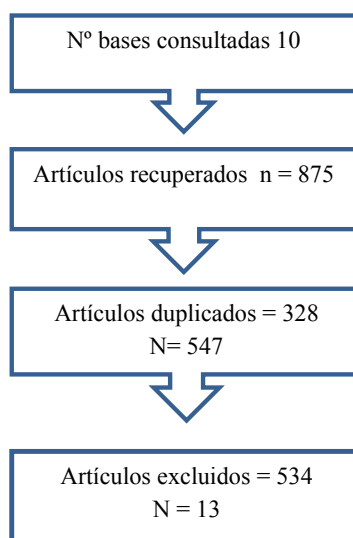 Nº bases consultadas 10
Artículos recuperados n = 875
Artículos duplicados = 328
N= 547
Artículos excluidos = 534
N = 13